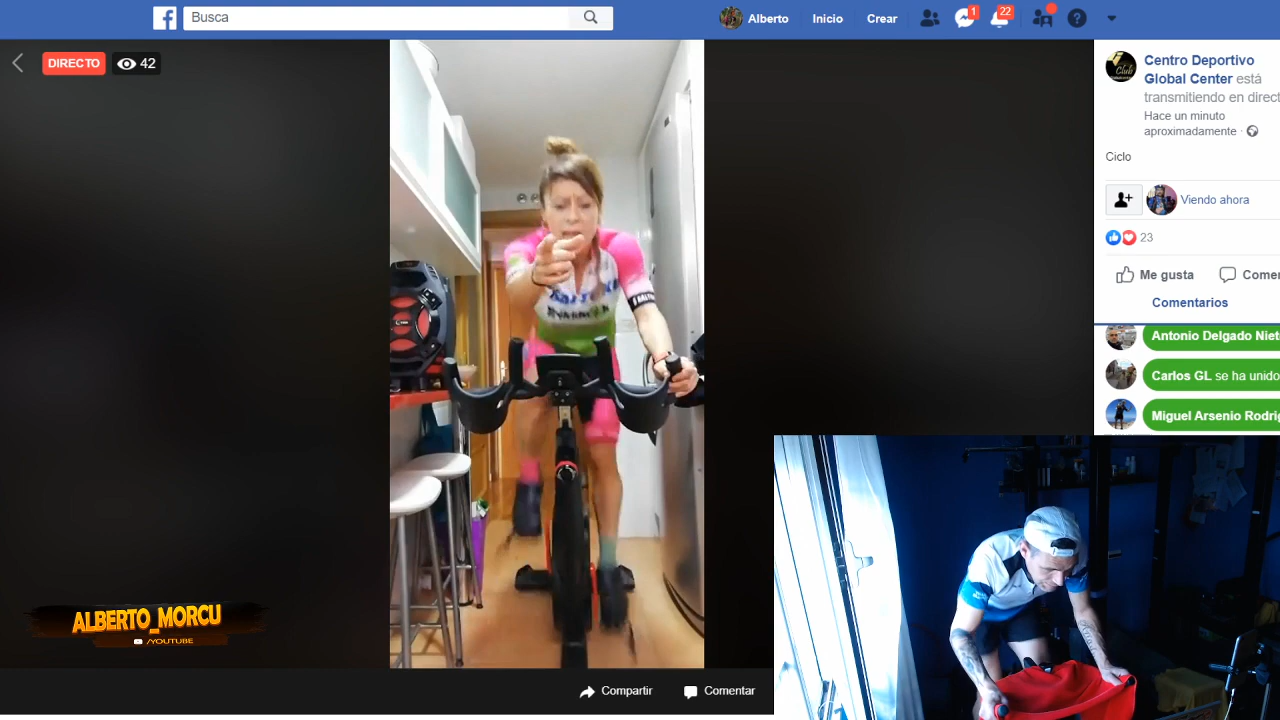 Busca
Alberto
Inicio
Crear
1
22
DIRECTO
42
Centro Deportivo
Global Center está
transmitiendo en direct
Hace un minuto
aproximadamente ·
Ciclo
Viendo ahora
23
Me gusta
Comen
Comentarios
Antonio Delgado Niet
Carlos GL se ha unido
Miguel Arsenio Rodrig
ALBERTO_MORCU
/YOUTUBE
Compartir
Comentar